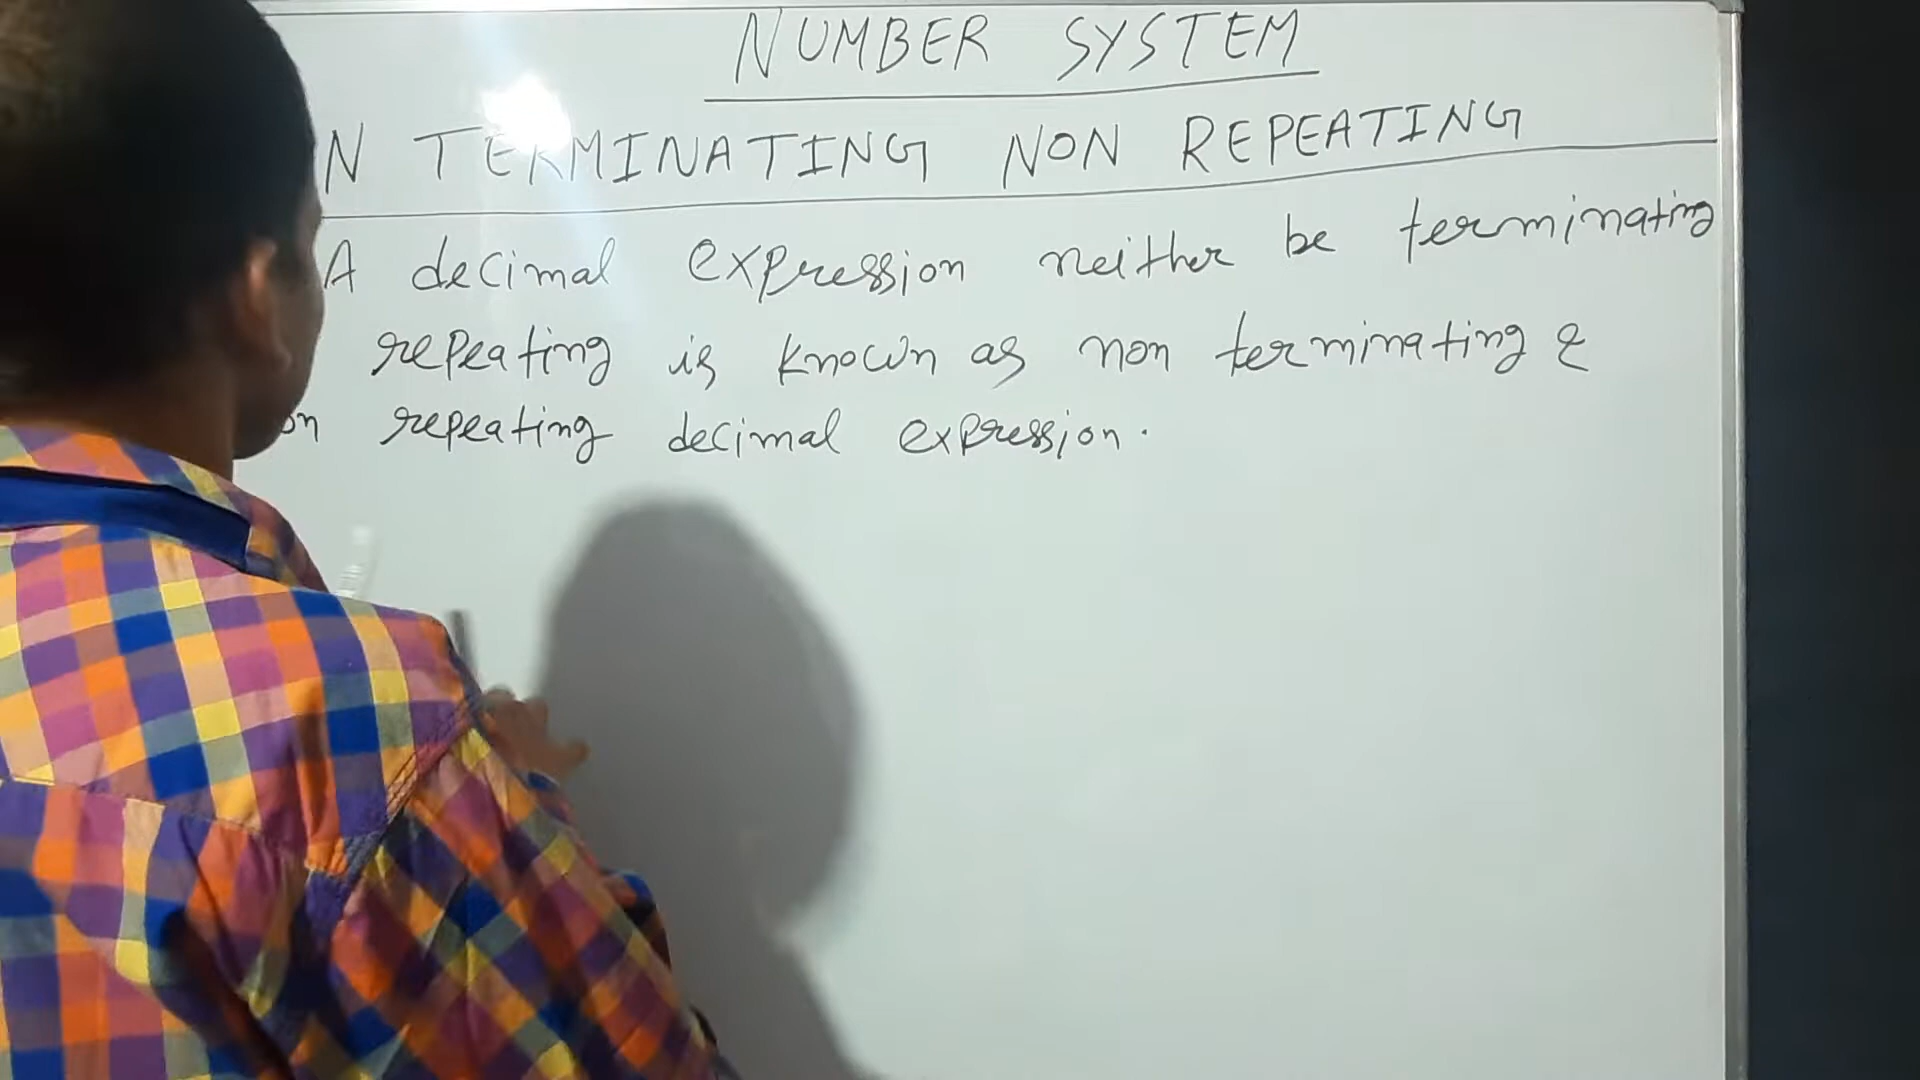 NUMBER SYSTEM
N TERMINATING NON REPEATING
A decimal expression neither be terminating
repeating is known as non terminating &
on repeating decimal expression.